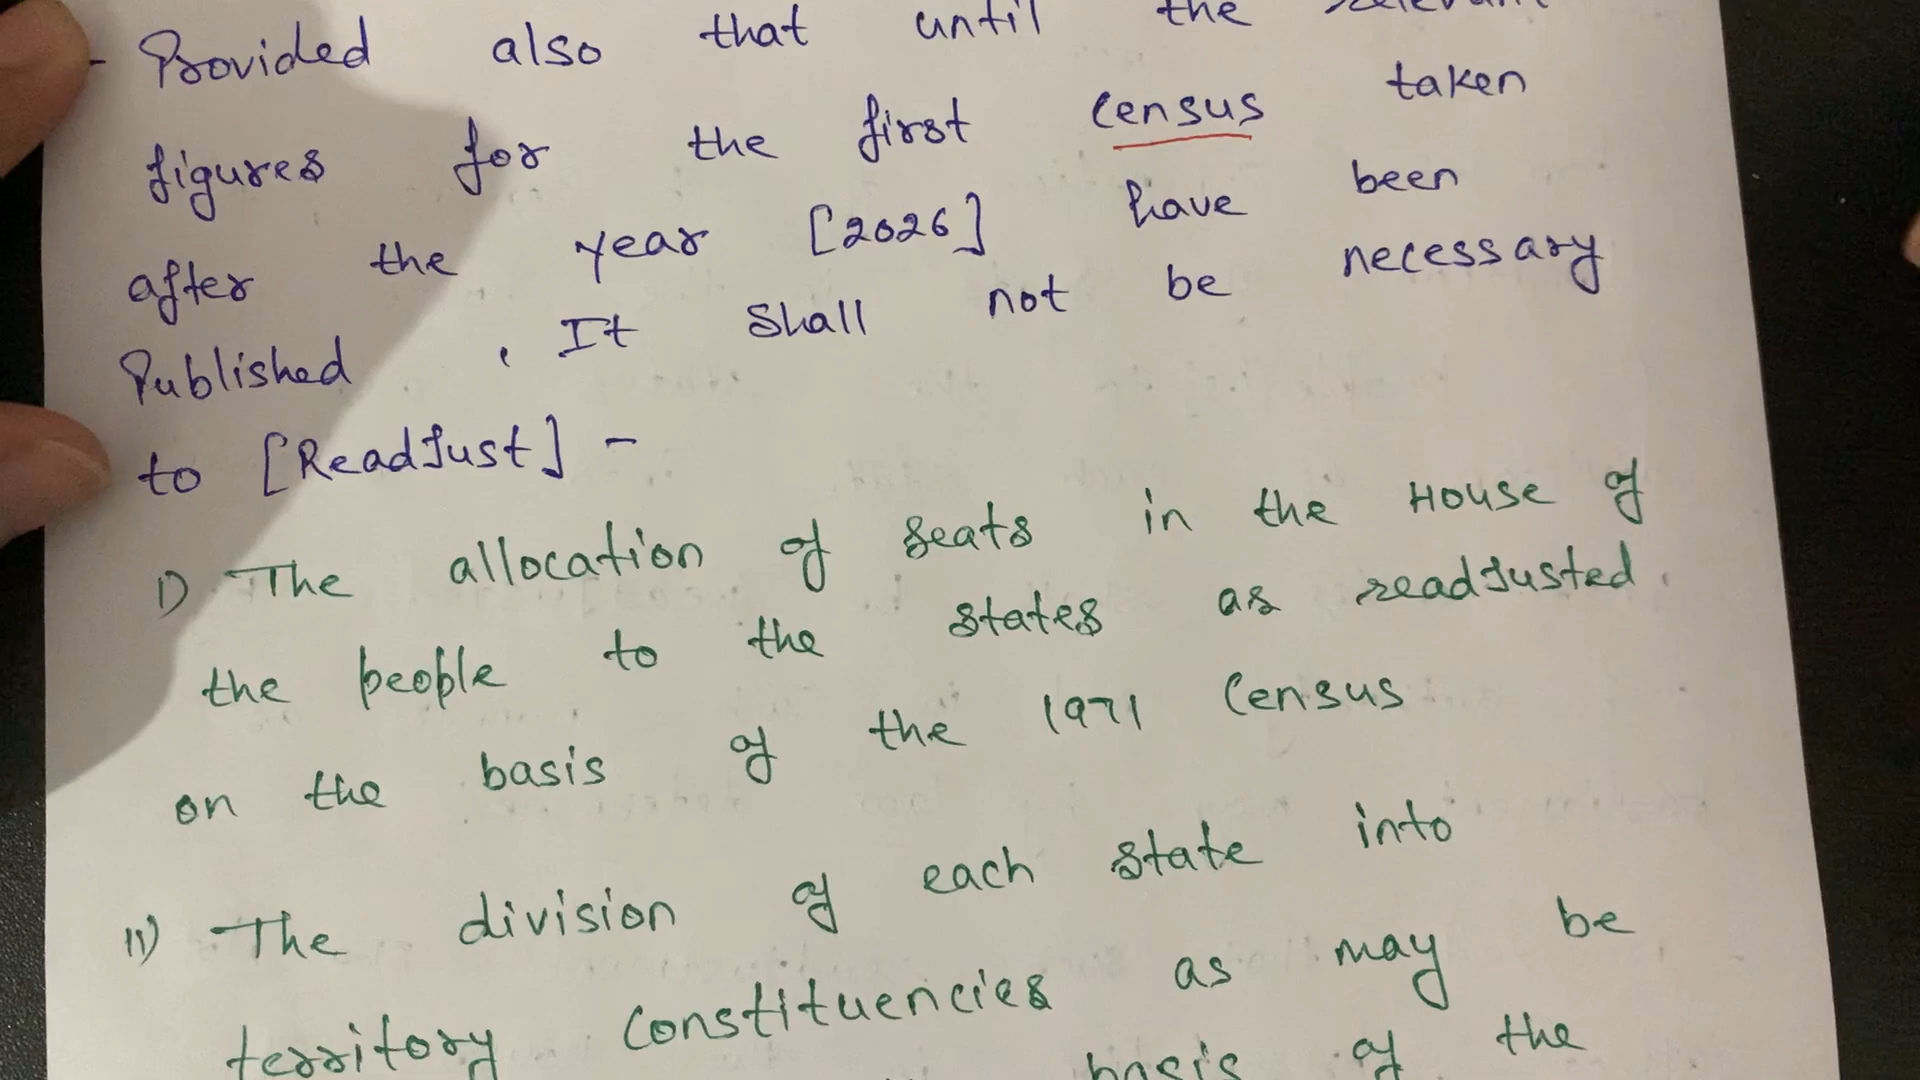 - Provided also that until the relevant
figures for the first census taken
after the year [2026] have been
Published , It shall not be necessary
to [ReadJust] -
I) The allocation of seats in the House of
the people to the states as readJusted
on the basis of the 1971 Census
II) The division of each state into
territory constituencies as may be
basis of the